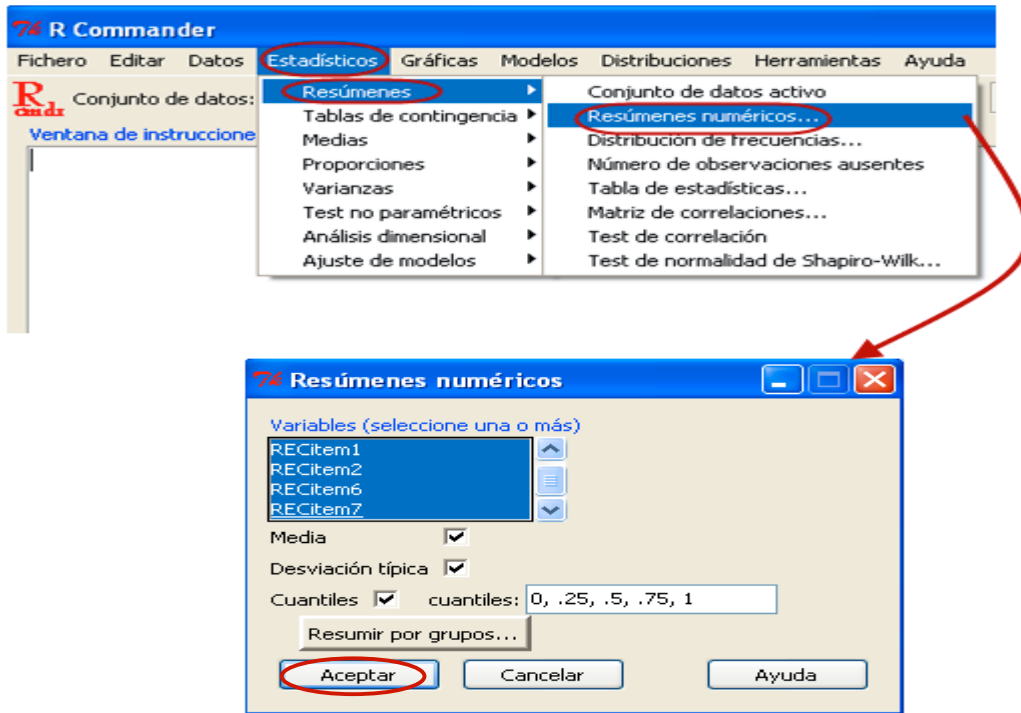 R Commander
Fichero Editar Datos Estadísticos Gráficas Modelos Distribuciones Herramientas Ayuda
R
cmdr
Conjunto de datos:
Ventana de instruccione
Resúmenes
Tablas de contingencia
Medias
Proporciones
Varianzas
Test no paramétricos
Análisis dimensional
Ajuste de modelos
Conjunto de datos activo
Resúmenes numéricos...
Distribución de frecuencias...
Número de observaciones ausentes
Tabla de estadísticas...
Matriz de correlaciones...
Test de correlación
Test de normalidad de Shapiro-Wilk...
Resúmenes numéricos
Variables (seleccione una o más)
RECitem1
RECitem2
RECitem6
RECitem7
Media
Desviación típica
Cuantiles cuantiles: 0, .25, .5, .75, 1
Resumir por grupos...
Aceptar Cancelar Ayuda